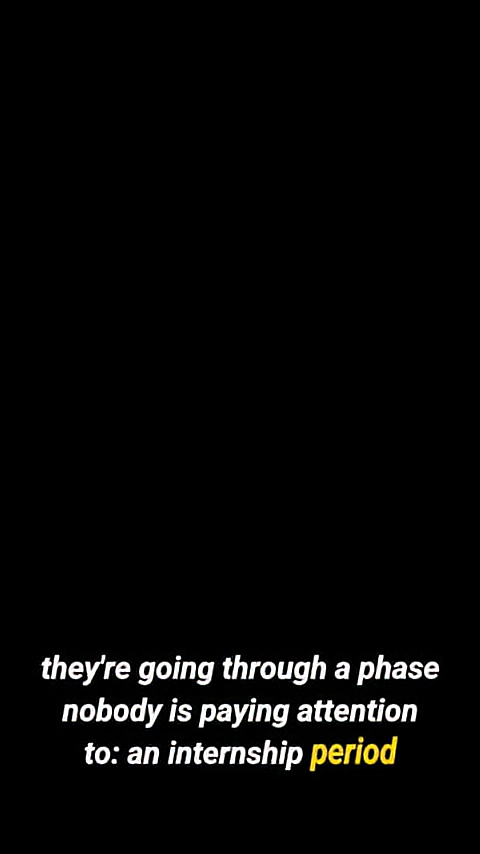 they're going through a phase
nobody is paying attention
to: an internship period